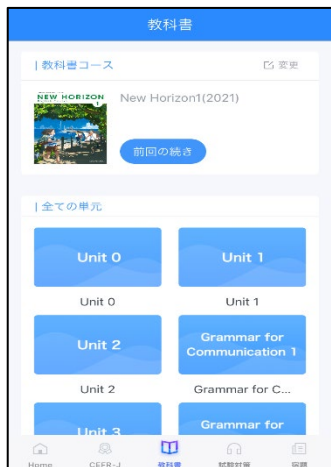 教科書
教科書コース
変更
NEW HORIZON
1
New Horizon1(2021)
前回の続き
全ての単元
Unit 0
Unit 1
Unit 0
Unit 1
Unit 2
Grammar for
Communication 1
Unit 2
Grammar for C...
Unit 3
Grammar for
Home
CEFR-J
教科書
試験対策
宿題